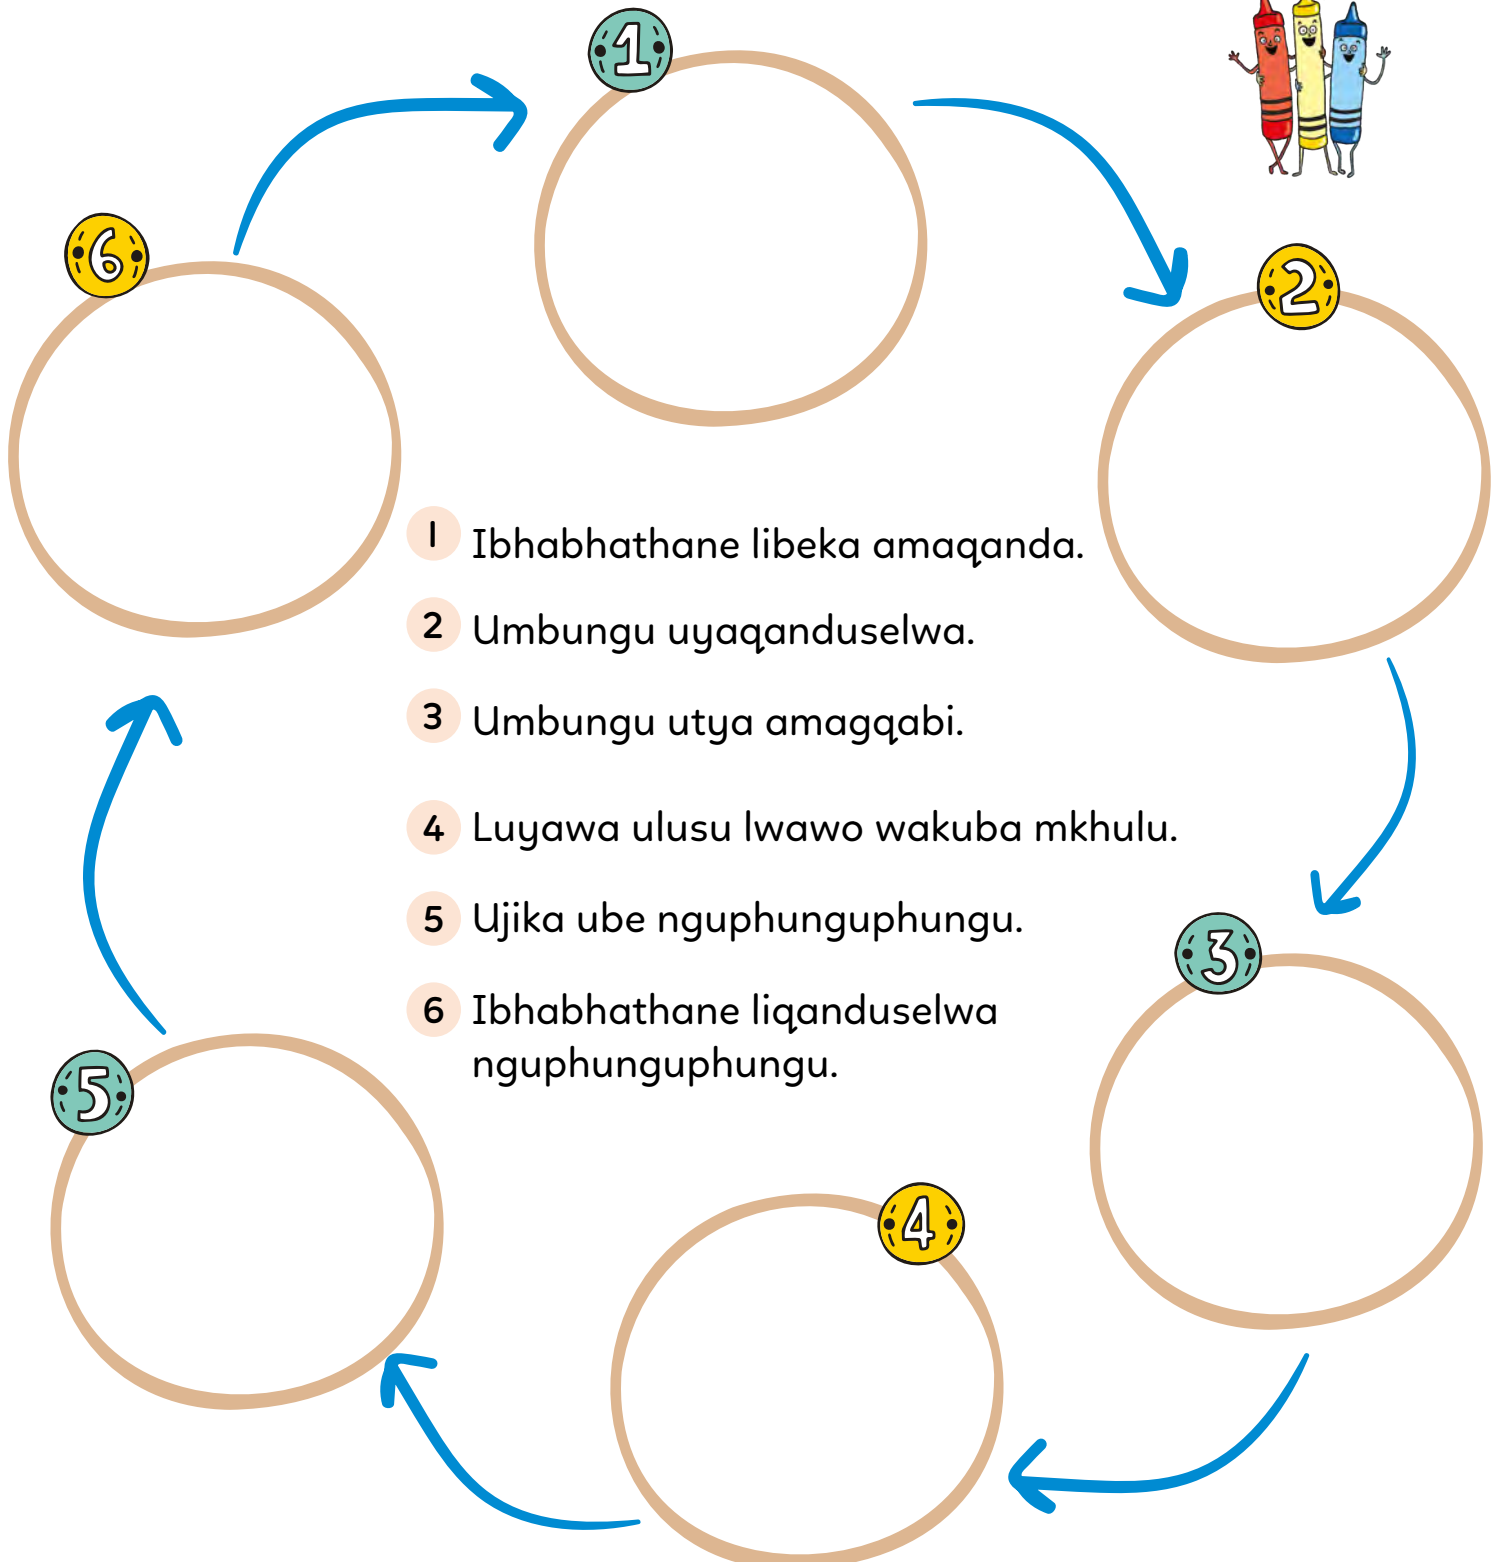 1
6
2
1 Ibhabhathane libeka amaqanda.
2 Umbungu uyaqanduselwa.
3 Umbungu utya amagqabi.
4 Luyawa ulusu lwawo wakuba mkhulu.
5 Ujika ube nguphunguphungu.
6 Ibhabhathane liqanduselwa
nguphunguphungu.
3
5
4